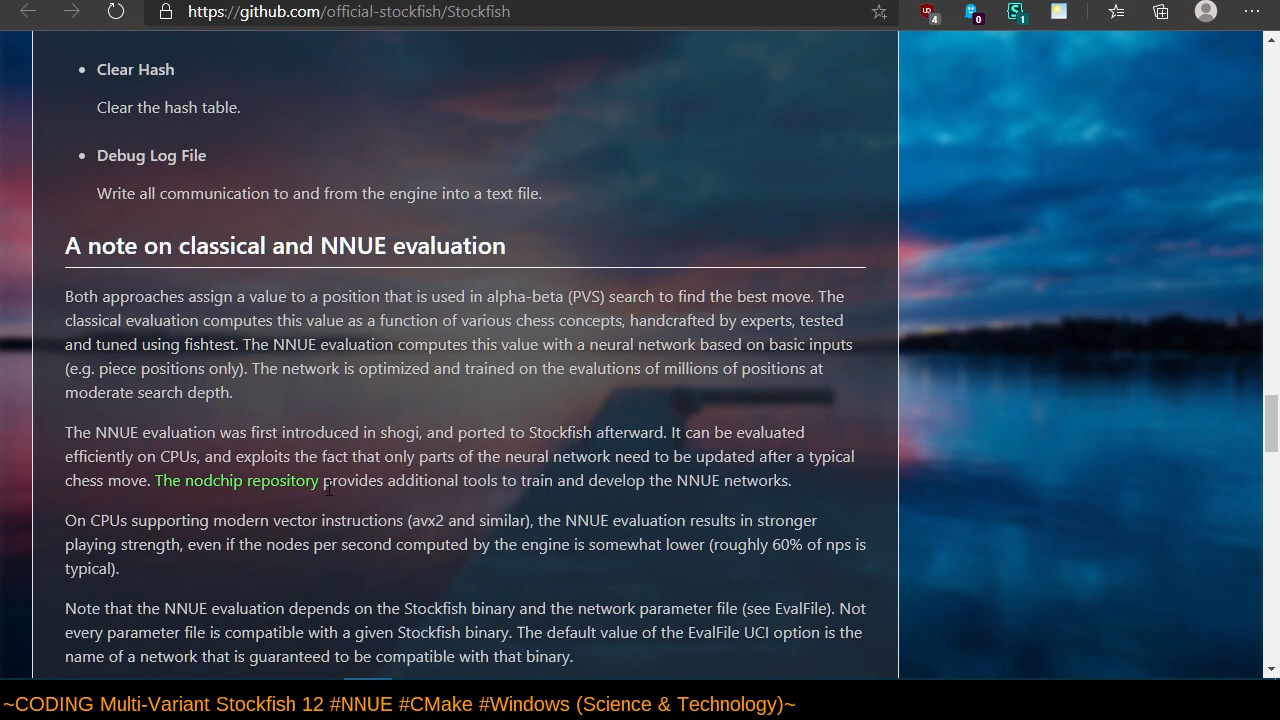 https://github.com/official-stockfish/Stockfish
4
0
1
Clear Hash
Clear the hash table.
Debug Log File
Write all communication to and from the engine into a text file.
A note on classical and NNUE evaluation
Both approaches assign a value to a position that is used in alpha-beta (PVS) search to find the best move. The
classical evaluation computes this value as a function of various chess concepts, handcrafted by experts, tested
and tuned using fishtest. The NNUE evaluation computes this value with a neural network based on basic inputs
(e.g. piece positions only). The network is optimized and trained on the evalutions of millions of positions at
moderate search depth.
The NNUE evaluation was first introduced in shogi, and ported to Stockfish afterward. It can be evaluated
efficiently on CPUs, and exploits the fact that only parts of the neural network need to be updated after a typical
chess move. The nodchip repository provides additional tools to train and develop the NNUE networks.
On CPUs supporting modern vector instructions (avx2 and similar), the NNUE evaluation results in stronger
playing strength, even if the nodes per second computed by the engine is somewhat lower (roughly 60% of nps is
typical).
Note that the NNUE evaluation depends on the Stockfish binary and the network parameter file (see EvalFile). Not
every parameter file is compatible with a given Stockfish binary. The default value of the EvalFile UCI option is the
name of a network that is guaranteed to be compatible with that binary.
~CODING Multi-Variant Stockfish 12 #NNUE #CMake #Windows (Science & Technology)~